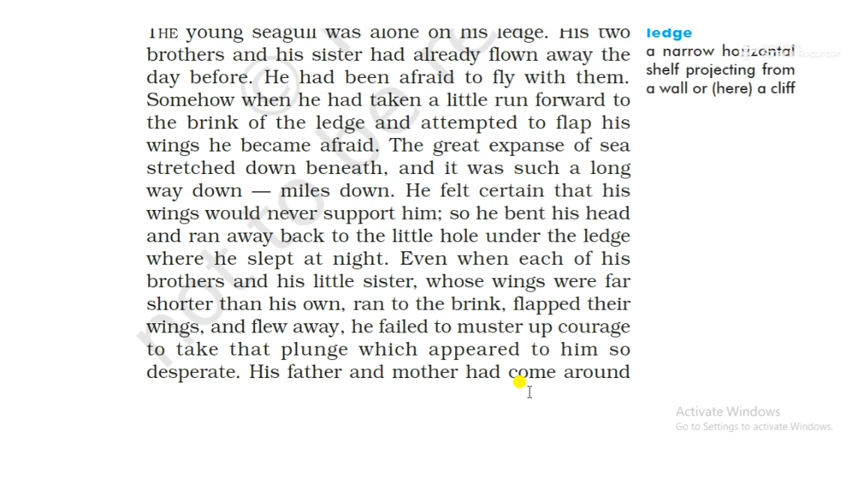 THE young seagull was alone on his ledge. His two
brothers and his sister had already flown away the
day before. He had been afraid to fly with them.
Somehow when he had taken a little run forward to
the brink of the ledge and attempted to flap his
wings he became afraid. The great expanse of sea
stretched down beneath, and it was such a long
way down — miles down. He felt certain that his
wings would never support him; so he bent his head
and ran away back to the little hole under the ledge
where he slept at night. Even when each of his
brothers and his little sister, whose wings were far
shorter than his own, ran to the brink, flapped their
wings, and flew away, he failed to muster up courage
to take that plunge which appeared to him so
desperate. His father and mother had come around
ledge
a narrow horizontal
shelf projecting from
a wall or (here) a cliff
©
not to be re
Activate Windows
Go to Settings to activate Windows.